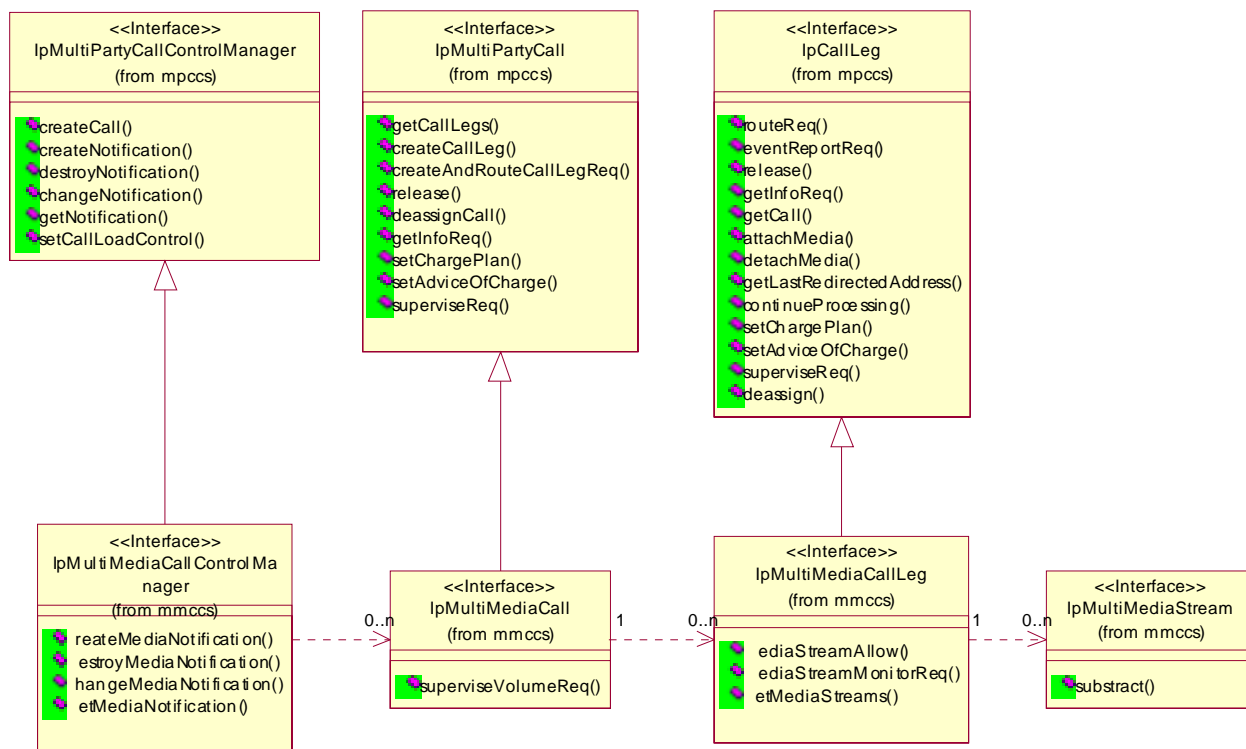 <<Interface>>
IpMultiPartyCallControlManager
(from mpccs)
createCall()
createNotification()
destroyNotification()
changeNotification()
getNotification()
setCallLoadControl()
<<Interface>>
IpMultiPartyCall
(from mpccs)
getCallLegs()
createCallLeg()
createAndRouteCallLegReq()
release()
deassignCall()
getInfoReq()
setChargePlan()
setAdviceOfCharge()
superviseReq()
<<Interface>>
IpCallLeg
(from mpccs)
routeReq()
eventReportReq()
release()
getInfoReq()
getCall()
attachMedia()
detachMedia()
getLastRedirectedAddress()
continueProcessing()
setChargePlan()
setAdviceOfCharge()
superviseReq()
deassign()
<<Interface>>
IpMultiMediaCallControlMa
nager
(from mmccs)
reateMediaNotification()
estroyMediaNotification()
hangeMediaNotification()
etMediaNotification()
0..n
<<Interface>>
IpMultiMediaCall
(from mmccs)
superviseVolumeReq()
1
0..n
<<Interface>>
IpMultiMediaCallLeg
(from mmccs)
ediaStreamAllow()
ediaStreamMonitorReq()
etMediaStreams()
1
0..n
<<Interface>>
IpMultiMediaStream
(from mmccs)
substract()